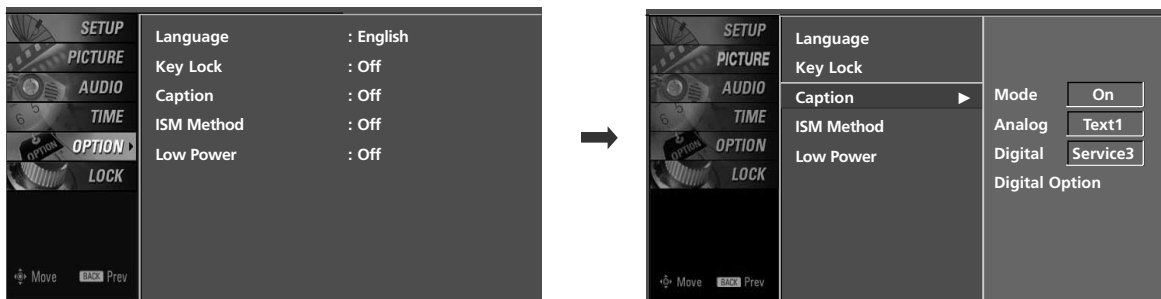 SETUP
PICTURE
AUDIO
TIME
OPTION
LOCK
Move BACK Prev
Language : English
Key Lock : Off
Caption : Off
ISM Method : Off
Low Power : Off
SETUP
PICTURE
AUDIO
TIME
OPTION
LOCK
Move BACK Prev
Language
Key Lock
Caption ▶
ISM Method
Low Power
Mode On
Analog Text1
Digital Service3
Digital Option